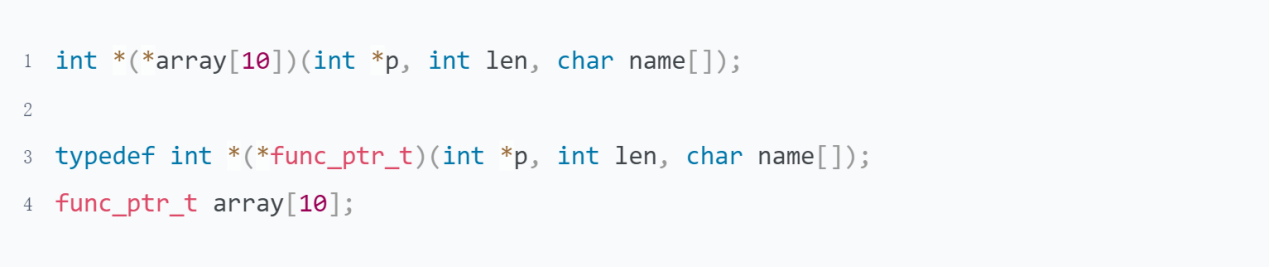 1 int *(*array[10])(int *p, int len, char name[]);
2
3 typedef int *(*func_ptr_t)(int *p, int len, char name[]);
4 func_ptr_t array[10];